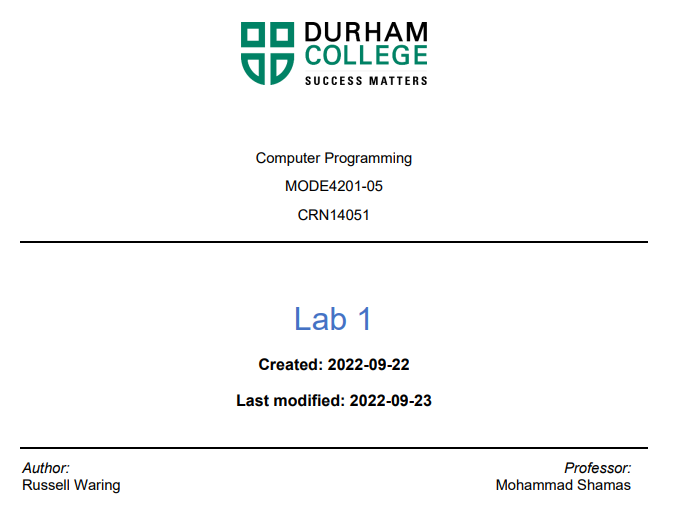 DURHAM
COLLEGE
SUCCESS MATTERS
Computer Programming
MODE4201-05
CRN14051
Lab 1
Created: 2022-09-22
Last modified: 2022-09-23
Author:
Russell Waring
Professor:
Mohammad Shamas